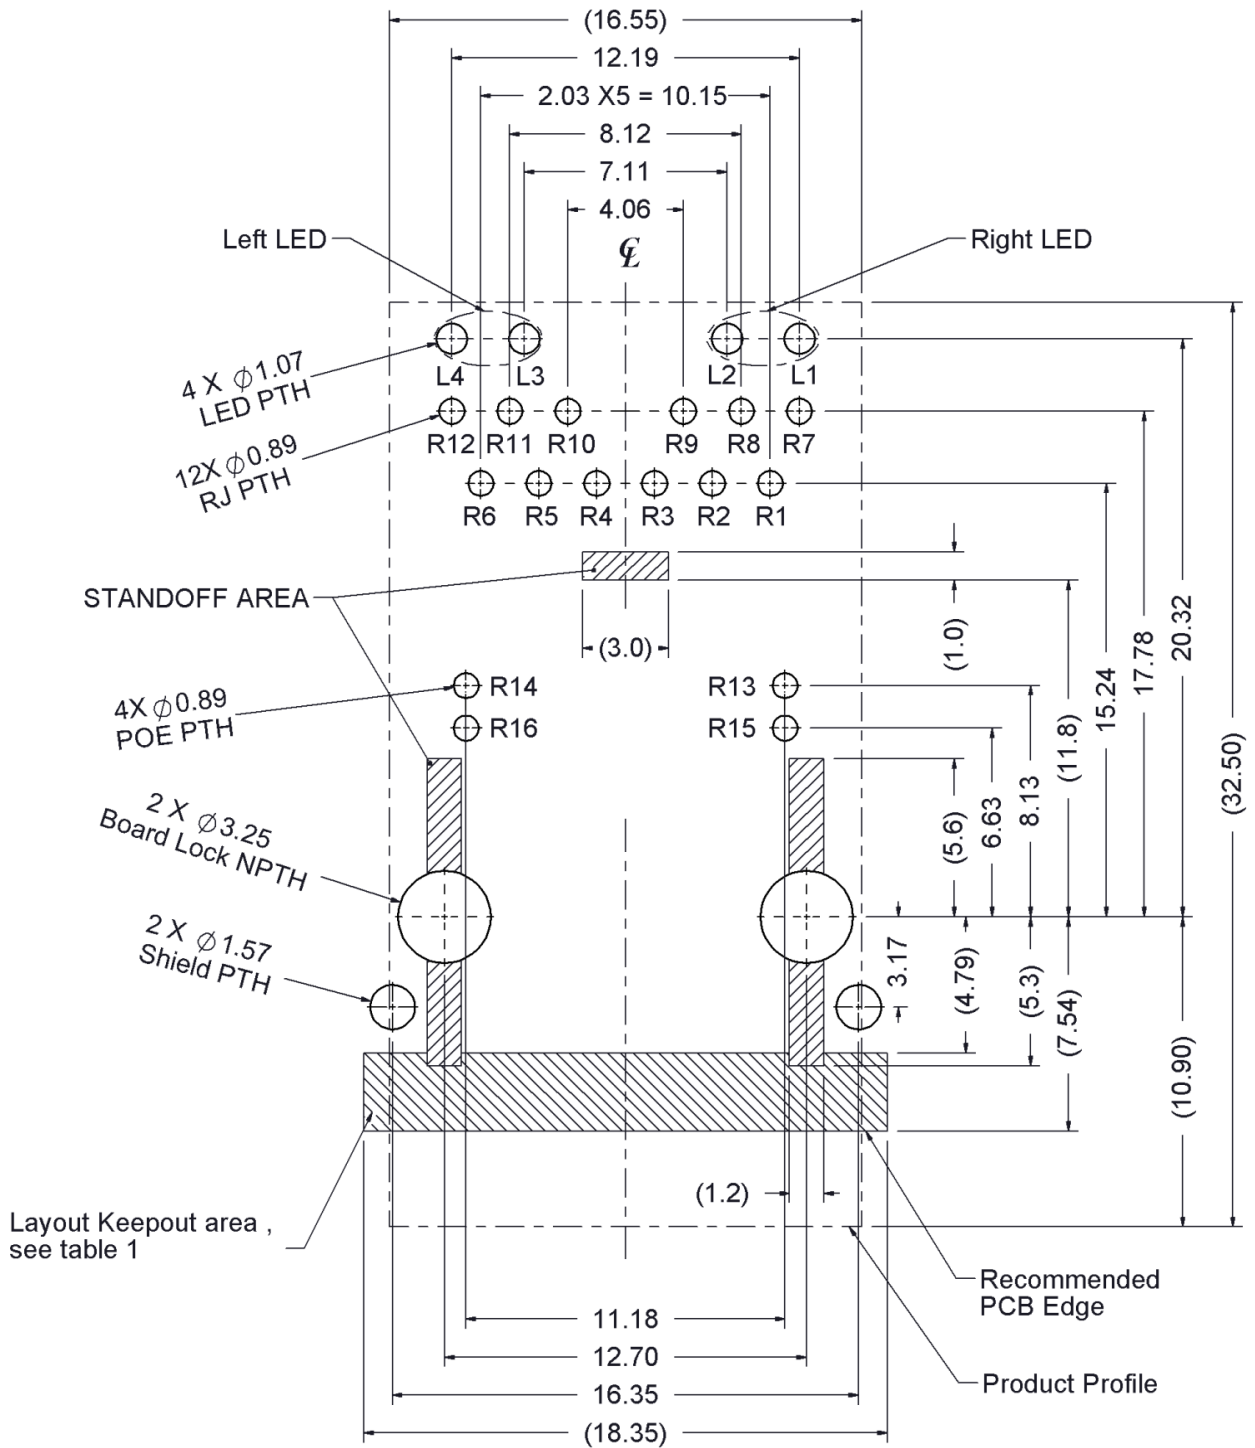 (16.55)
12.19
2.03 X5 = 10.15
8.12
7.11
4.06
Left LED
℄
Right LED
4 X ⌀1.07
LED PTH
L4
L3
L2
L1
12X ⌀0.89
RJ PTH
R12
R11
R10
R9
R8
R7
R6
R5
R4
R3
R2
R1
STANDOFF AREA
(3.0)
(1.0)
20.32
17.78
15.24
(11.8)
(32.50)
4X ⌀0.89
POE PTH
R14
R13
R16
R15
8.13
6.63
(5.6)
2 X ⌀3.25
Board Lock NPTH
2 X ⌀1.57
Shield PTH
3.17
(4.79)
(5.3)
(7.54)
(10.90)
(1.2)
Layout Keepout area ,
see table 1
Recommended
PCB Edge
11.18
12.70
16.35
(18.35)
Product Profile